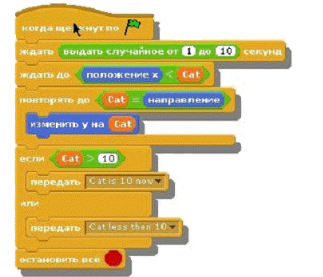 когда щелкнут по
ждать выдать случайное от 1 до 10 секунд
ждать до положение x < Cat
повторять до Cat = направление
изменить y на Cat
если Cat > 10
передать Cat is 10 now
или
передать Cat less then 10
остановить всё